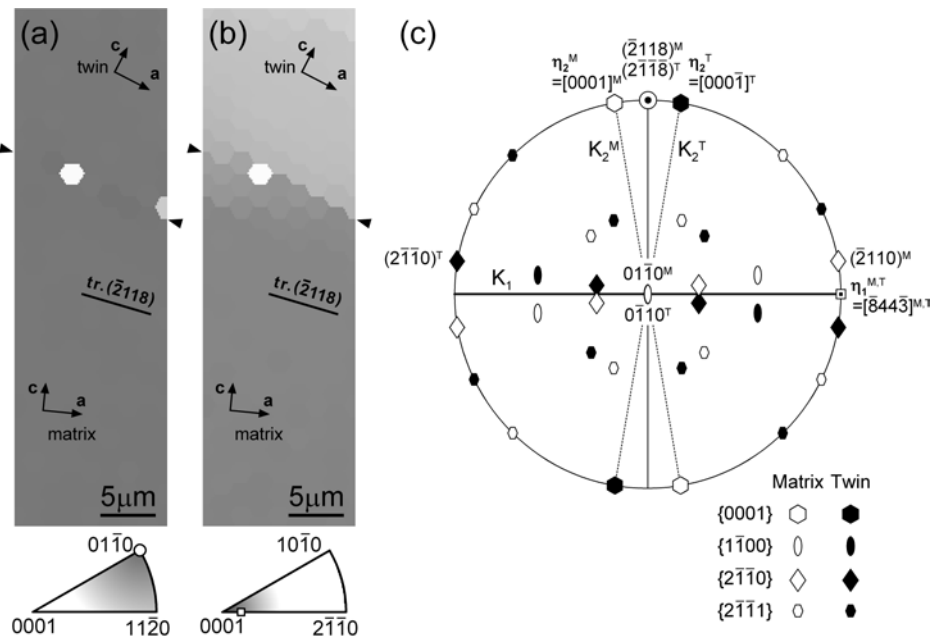 (a)
c
twin
a
tr.(2̄118)
c
a
matrix
5μm
011̄0
0001
112̄0
(b)
c
twin
a
tr.(2̄118)
c
a
matrix
5μm
101̄0
0001
21̄1̄0
(c)
(2̄118)ᴹ
(21̄1̄8̄)ᵀ
η₂ᴹ
=[0001]ᴹ
η₂ᵀ
=[0001̄]ᵀ
K₂ᴹ
K₂ᵀ
(21̄1̄0)ᵀ
(2̄110)ᴹ
K₁
011̄0ᴹ
01̄10ᵀ
η₁ᴹ·ᵀ
=[8̄443̄]ᴹ·ᵀ
Matrix Twin
{0001}
{11̄00}
{21̄1̄0}
{21̄1̄1}